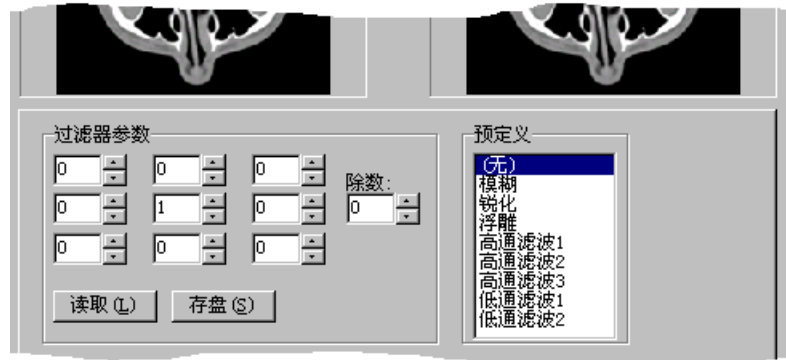 过滤器参数
0 0 0
除数:
0 1 0 0
0 0 0
读取(L) 存盘(S)
预定义
(无)
模糊
锐化
浮雕
高通滤波1
高通滤波2
高通滤波3
低通滤波1
低通滤波2